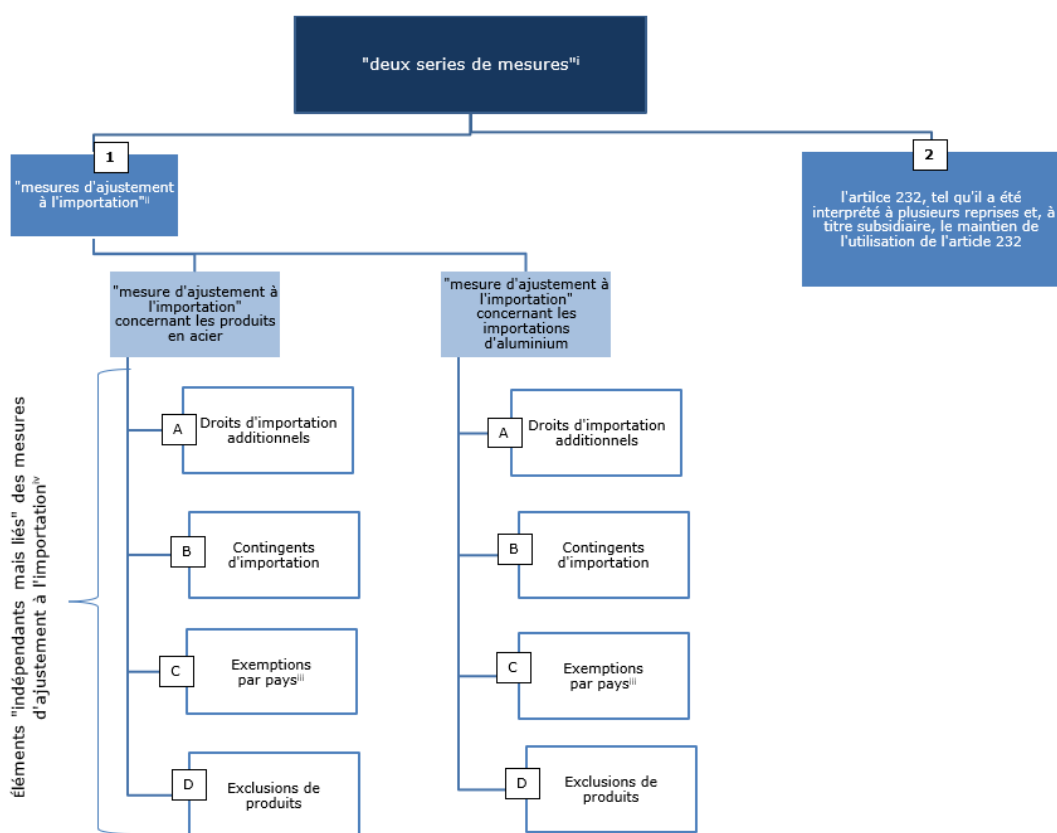 "deux series de mesures"ⁱ
1
"mesures d'ajustement
à l'importation"ⁱⁱ
2
l'artilce 232, tel qu'il a été
interprété à plusieurs reprises et, à
titre subsidiaire, le maintien de
l'utilisation de l'article 232
"mesure d'ajustement à
l'importation"
concernant les produits
en acier
"mesure d'ajustement à
l'importation"
concernant les
importations
d'aluminium
Éléments "indépendants mais liés" des mesures
d'ajustement à l'importationⁱᵛ
A
Droits d'importation
additionnels
B
Contingents
d'importation
C
Exemptions
par paysⁱⁱⁱ
D
Exclusions de
produits
A
Droits d'importation
additionnels
B
Contingents
d'importation
C
Exemptions
par paysⁱⁱⁱ
D
Exclusions de
produits